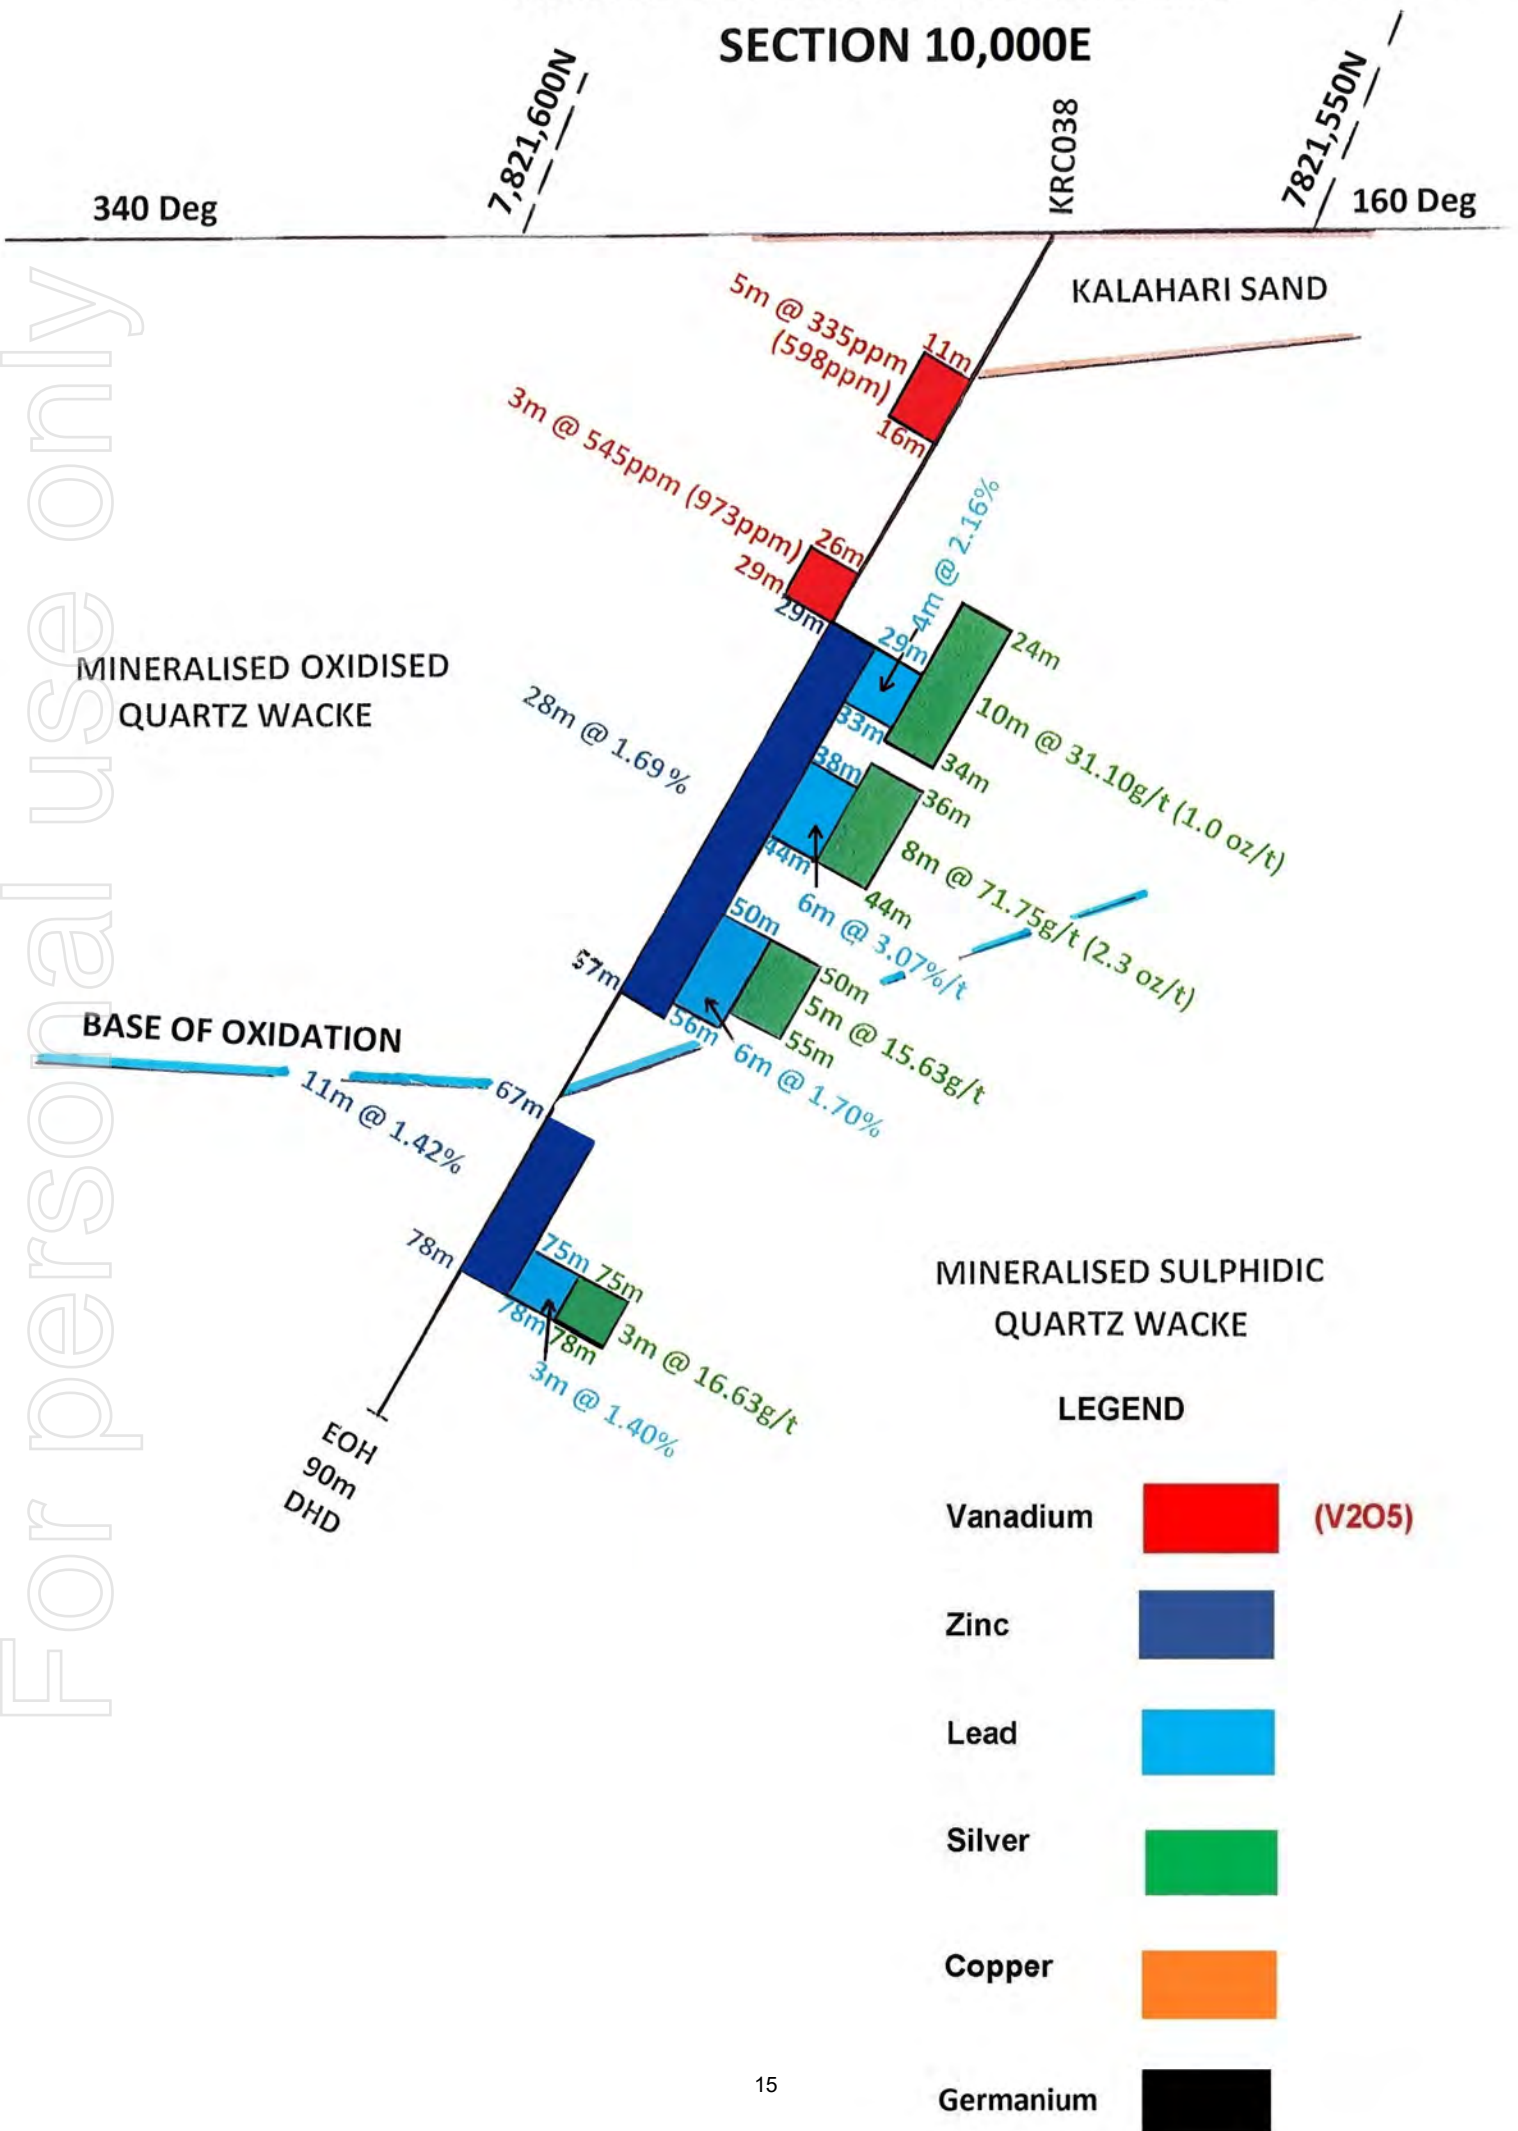 SECTION 10,000E
7,821,600N
KRC038
7821,550N
340 Deg
160 Deg
KALAHARI SAND
5m @ 335ppm
(598ppm)
11m
16m
3m @ 545ppm (973ppm)
26m
29m
29m
4m @ 2.16%
29m
33m
24m
10m @ 31.10g/t (1.0 oz/t)
34m
MINERALISED OXIDISED
QUARTZ WACKE
28m @ 1.69%
38m
44m
36m
8m @ 71.75g/t (2.3 oz/t)
44m
6m @ 3.07%/t
50m
50m
5m @ 15.63g/t
55m
57m
56m
6m @ 1.70%
BASE OF OXIDATION
11m @ 1.42%
67m
78m
75m
75m
78m
78m
3m @ 16.63g/t
3m @ 1.40%
EOH
90m
DHD
MINERALISED SULPHIDIC
QUARTZ WACKE
LEGEND
Vanadium
(V2O5)
Zinc
Lead
Silver
Copper
Germanium
15
For personal use only